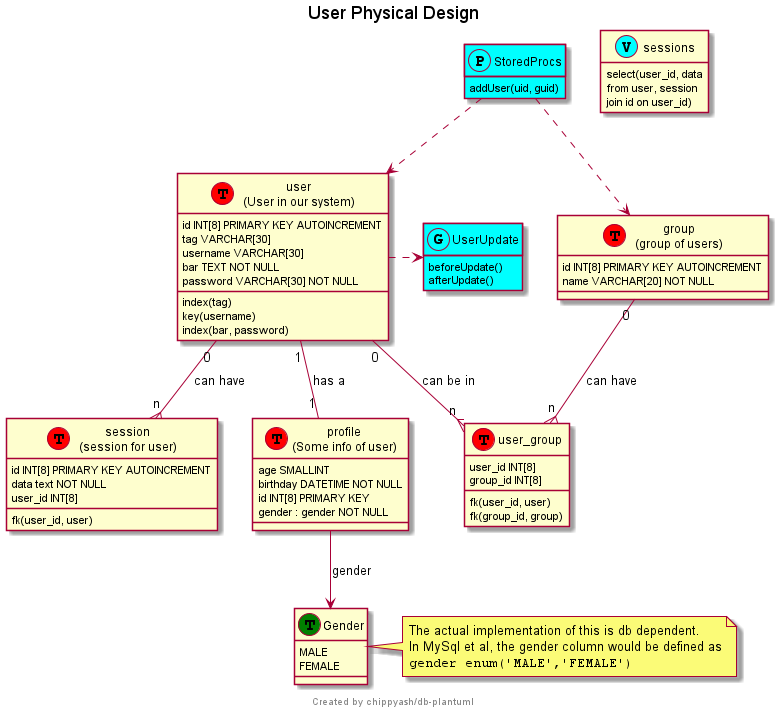 User Physical Design
P StoredProcs
addUser(uid, guid)
V sessions
select(user_id, data
from user, session
join id on user_id)
T user
(User in our system)
id INT[8] PRIMARY KEY AUTOINCREMENT
tag VARCHAR[30]
username VARCHAR[30]
bar TEXT NOT NULL
password VARCHAR[30] NOT NULL
index(tag)
key(username)
index(bar, password)
G UserUpdate
beforeUpdate()
afterUpdate()
T group
(group of users)
id INT[8] PRIMARY KEY AUTOINCREMENT
name VARCHAR[20] NOT NULL
0
can have
n
1
has a
1
0
can be in
n
0
can have
n
T session
(session for user)
id INT[8] PRIMARY KEY AUTOINCREMENT
data text NOT NULL
user_id INT[8]
fk(user_id, user)
T profile
(Some info of user)
age SMALLINT
birthday DATETIME NOT NULL
id INT[8] PRIMARY KEY
gender : gender NOT NULL
T user_group
user_id INT[8]
group_id INT[8]
fk(user_id, user)
fk(group_id, group)
gender
T Gender
MALE
FEMALE
The actual implementation of this is db dependent.
In MySql et al, the gender column would be defined as
gender enum('MALE','FEMALE')
Created by chippyash/db-plantuml